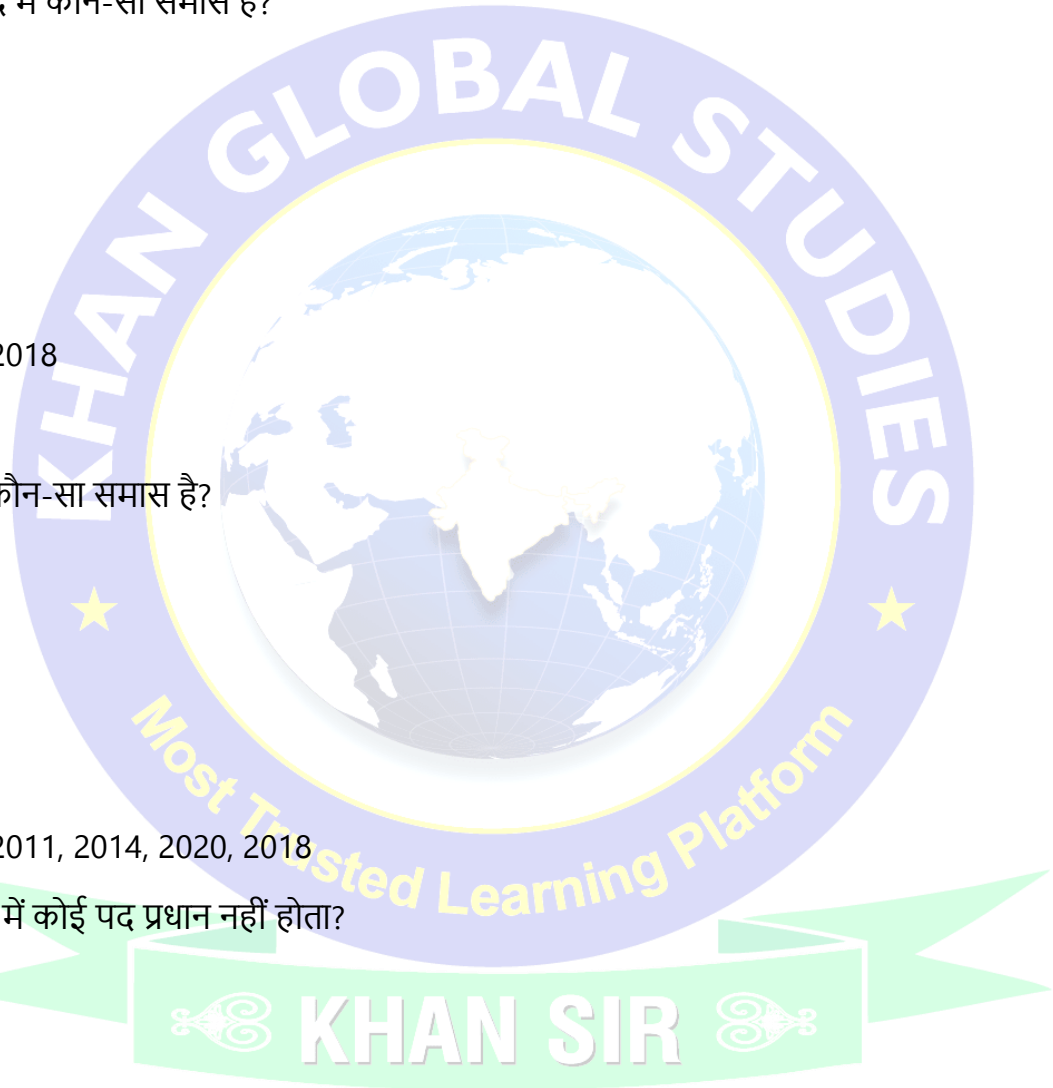 में कौन-सा समास है?
KHAN GLOBAL STUDIES
2018
कौन-सा समास है?
2011, 2014, 2020, 2018
में कोई पद प्रधान नहीं होता?
Most Trusted Learning Platform
KHAN SIR